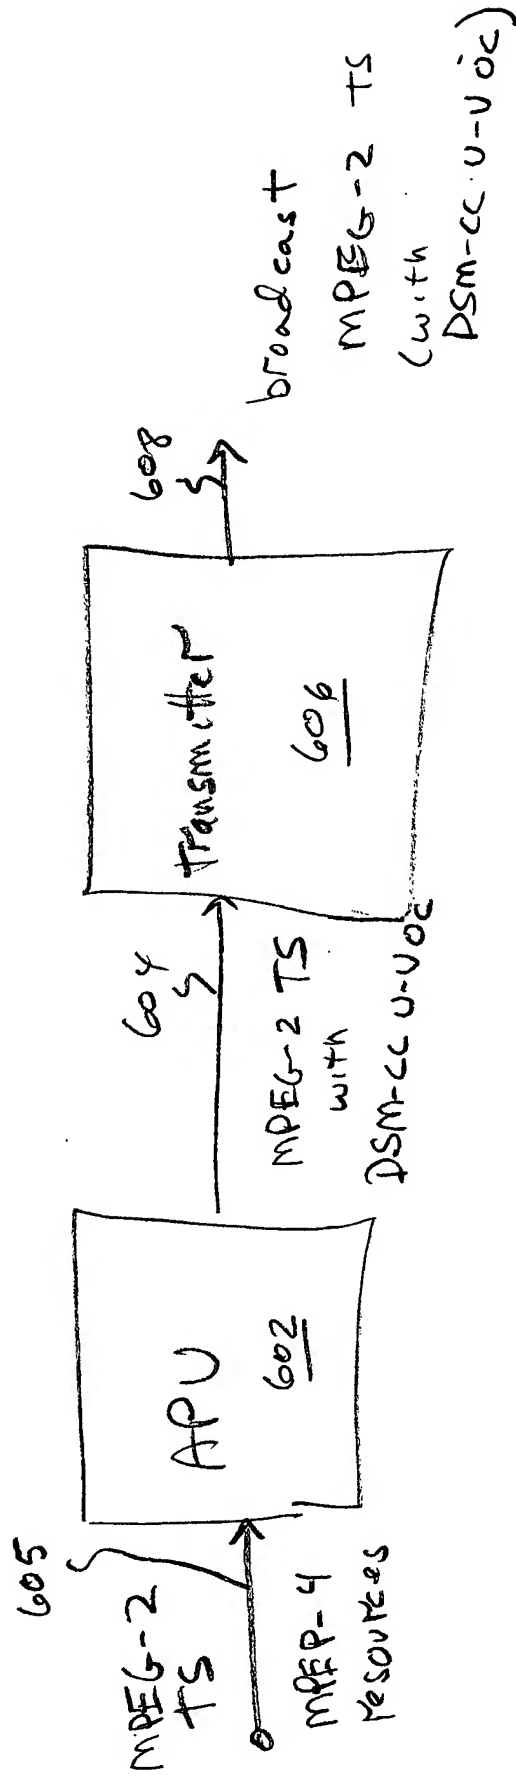 605
MPEG-2
TS
MPEP-4
resources
APU
602
604
MPEG-2 TS
with
DSM-CC U-U OC
Transmitter
606
608
broadcast
MPEG-2 TS
(with
DSM-CC U-U OC)